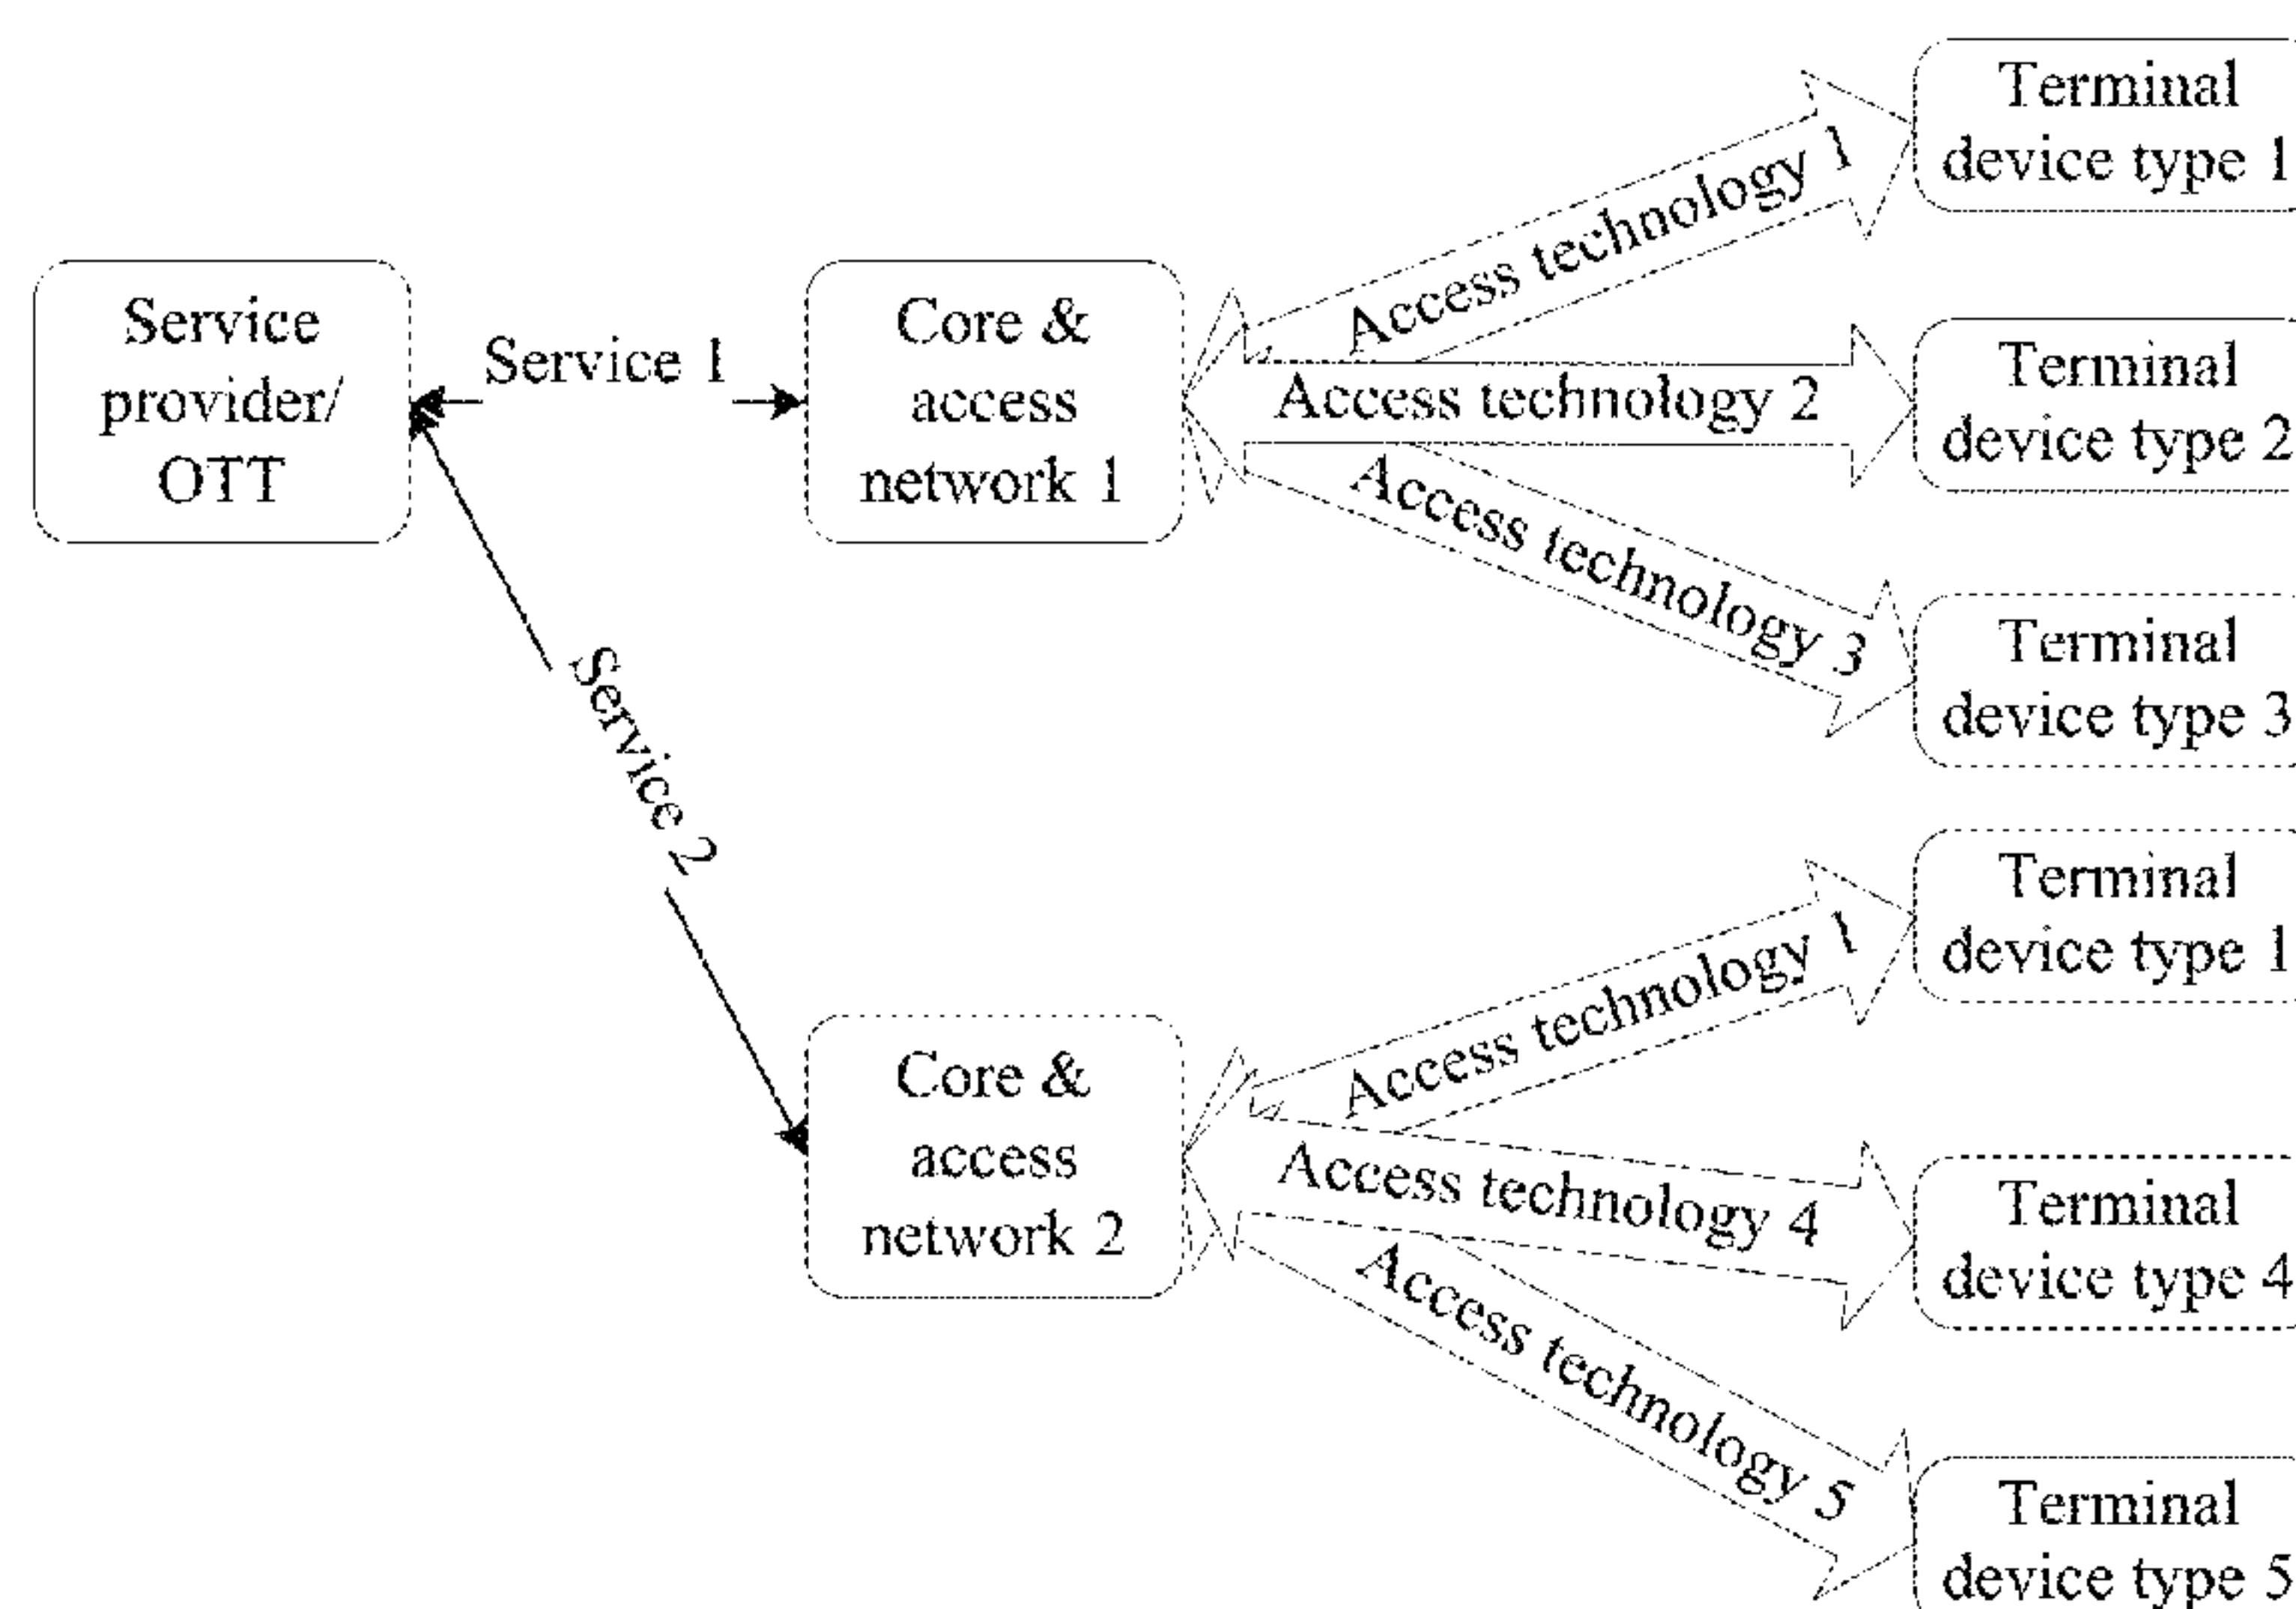 Service
provider/
OTT
Service 1
Service 2
Core &
access
network 1
Access technology 1
Access technology 2
Access technology 3
Terminal
device type 1
Terminal
device type 2
Terminal
device type 3
Core &
access
network 2
Access technology 1
Access technology 4
Access technology 5
Terminal
device type 1
Terminal
device type 4
Terminal
device type 5